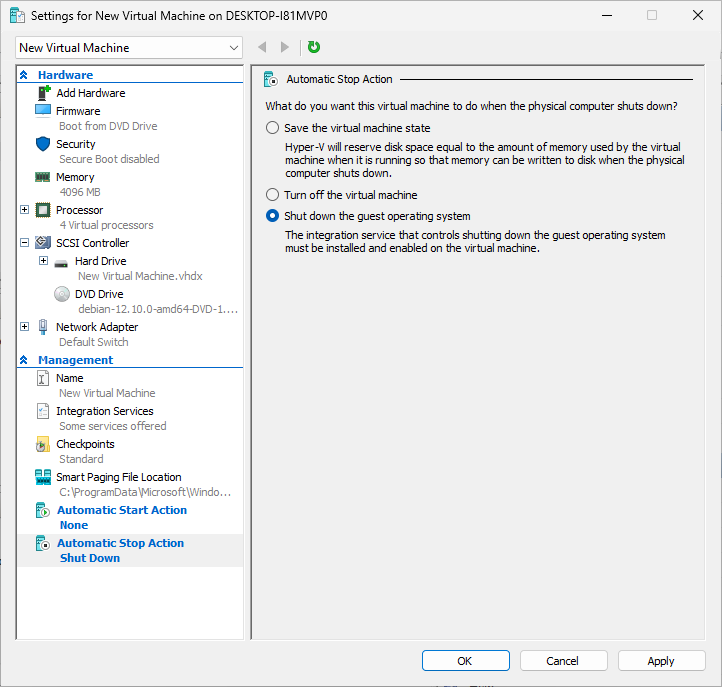 Settings for New Virtual Machine on DESKTOP-I81MVP0
New Virtual Machine
Hardware
Add Hardware
Firmware
Boot from DVD Drive
Security
Secure Boot disabled
Memory
4096 MB
Processor
4 Virtual processors
SCSI Controller
Hard Drive
New Virtual Machine.vhdx
DVD Drive
debian-12.10.0-amd64-DVD-1....
Network Adapter
Default Switch
Management
Name
New Virtual Machine
Integration Services
Some services offered
Checkpoints
Standard
Smart Paging File Location
C:\ProgramData\Microsoft\Windo...
Automatic Start Action
None
Automatic Stop Action
Shut Down
Automatic Stop Action
What do you want this virtual machine to do when the physical computer shuts down?
Save the virtual machine state
Hyper-V will reserve disk space equal to the amount of memory used by the virtual
machine when it is running so that memory can be written to disk when the physical
computer shuts down.
Turn off the virtual machine
Shut down the guest operating system
The integration service that controls shutting down the guest operating system
must be installed and enabled on the virtual machine.
OK
Cancel
Apply